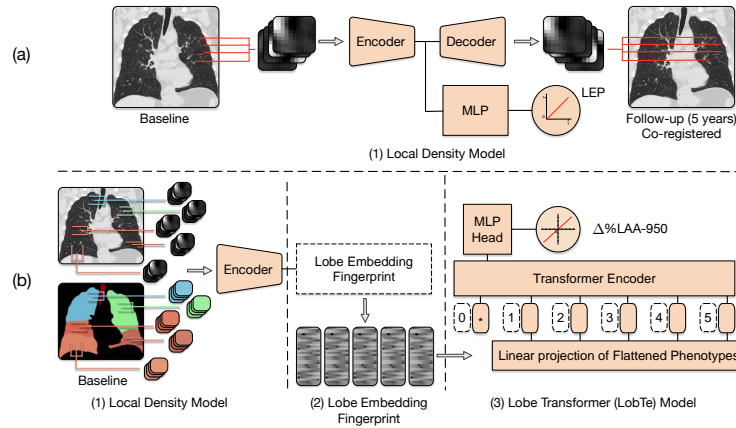 (a)
Baseline
Encoder
Decoder
MLP
LEP
Follow-up (5 years)
Co-registered
(1) Local Density Model
(b)
Baseline
(1) Local Density Model
Encoder
Lobe Embedding
Fingerprint
(2) Lobe Embedding
Fingerprint
MLP
Head
Δ%LAA-950
Transformer Encoder
0 * 1 2 3 4 5
Linear projection of Flattened Phenotypes
(3) Lobe Transformer (LobTe) Model